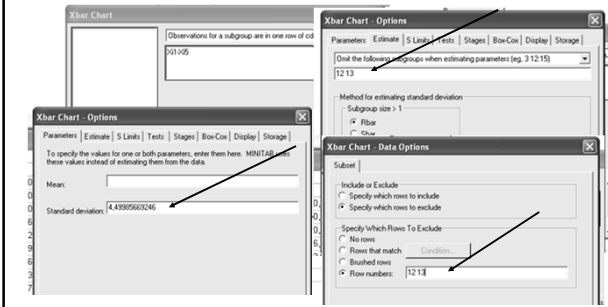 Xbar Chart
Observations for a subgroup are in one row of co
Xbar Chart - Options
Parameters Estimate S Limits Tests Stages Box-Cox Display Storage
Omit the following subgroups when estimating parameters (eg, 3 12:15)
12 13
Method for estimating standard deviation
Subgroup size > 1
Rbar
Sbar
Xbar Chart - Options
Parameters Estimate S Limits Tests Stages Box-Cox Display Storage
To specify the values for one or both parameters, enter them here. MINITAB uses
these values instead of estimating them from the data.
Mean:
Standard deviation: 4,49985669246
Xbar Chart - Data Options
Subset
Include or Exclude
Specify which rows to include
Specify which rows to exclude
Specify Which Rows To Exclude
No rows
Rows that match Condition...
Brushed rows
Row numbers: 12 13